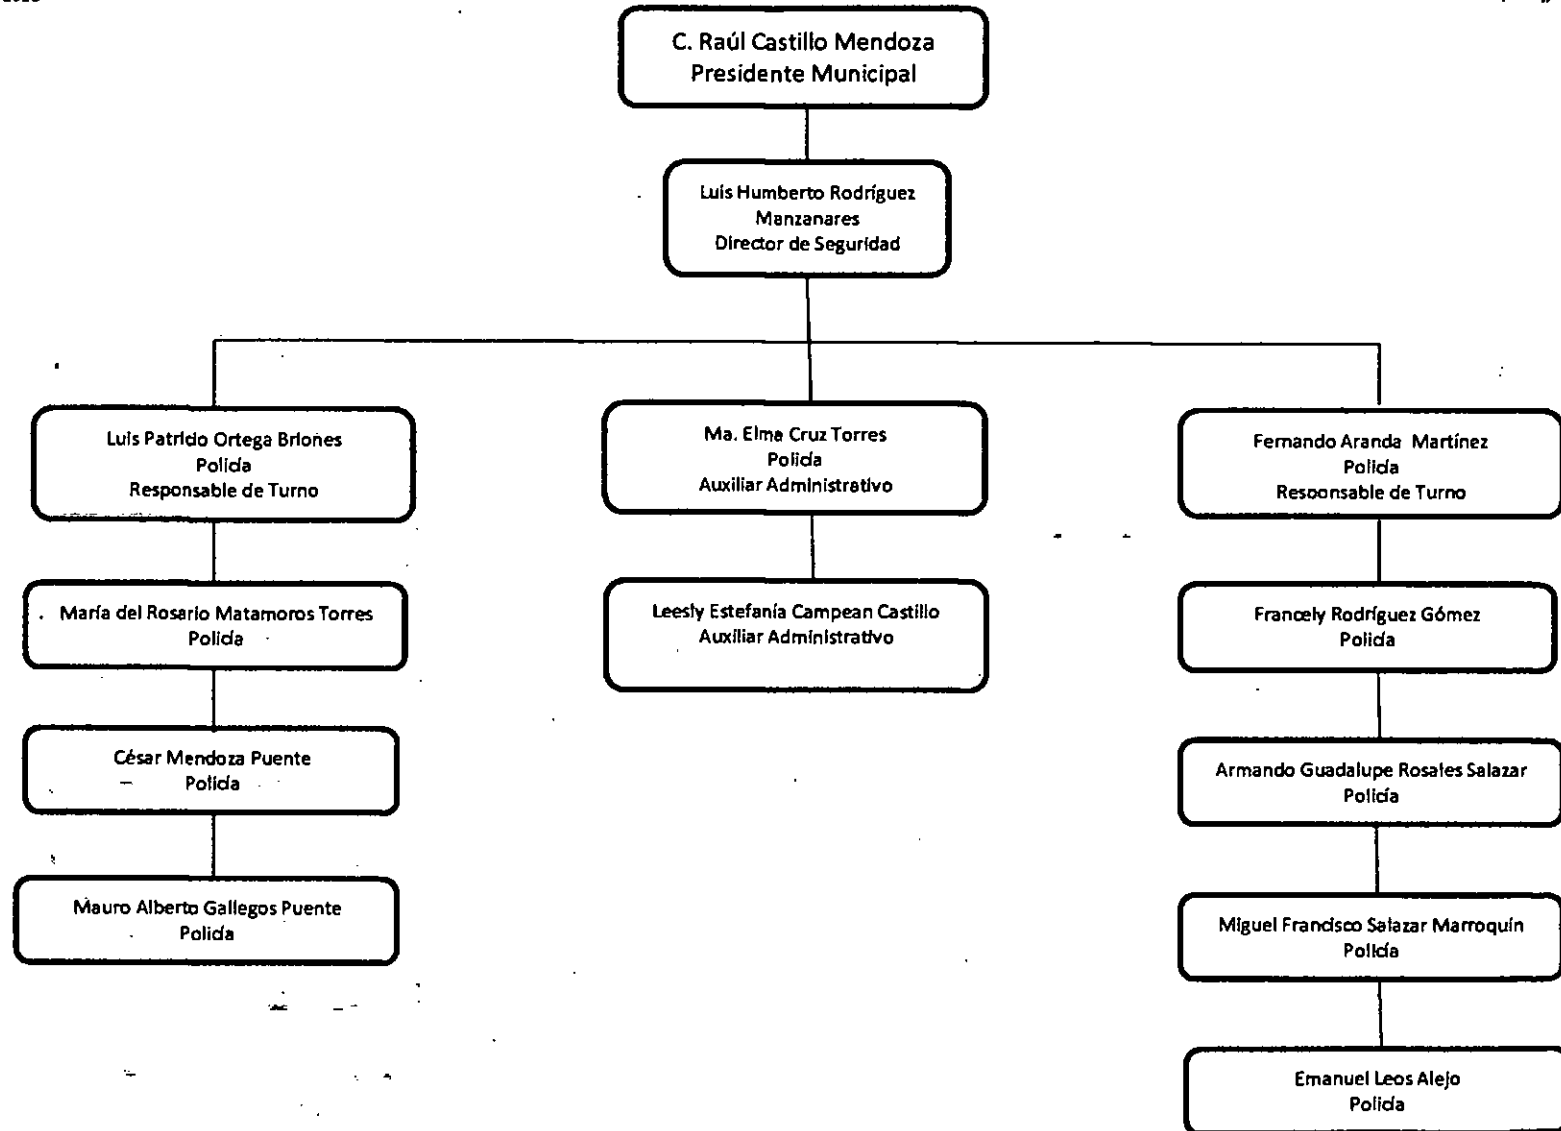 C. Raúl Castillo Mendoza
Presidente Municipal
Luis Humberto Rodríguez
Manzanares
Director de Seguridad
Luis Patricio Ortega Briones
Policía
Responsable de Turno
Ma. Elma Cruz Torres
Policía
Auxiliar Administrativo
Fernando Aranda Martínez
Policía
Responsable de Turno
María del Rosario Matamoros Torres
Policía
Leesly Estefanía Campean Castillo
Auxiliar Administrativo
Francely Rodríguez Gómez
Policía
César Mendoza Puente
Policía
Armando Guadalupe Rosales Salazar
Policía
Mauro Alberto Gallegos Puente
Policía
Miguel Francisco Salazar Marroquín
Policía
Emanuel Leos Alejo
Policía